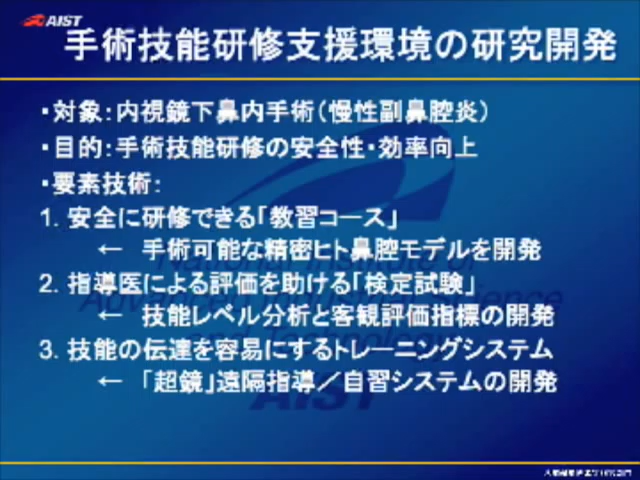 AIST
手術技能研修支援環境の研究開発
・対象：内視鏡下鼻内手術（慢性副鼻腔炎）
・目的：手術技能研修の安全性・効率向上
・要素技術：
1. 安全に研修できる「教習コース」
← 手術可能な精密ヒト鼻腔モデルを開発
2. 指導医による評価を助ける「検定試験」
← 技能レベル分析と客観評価指標の開発
3. 技能の伝達を容易にするトレーニングシステム
← 「超鏡」遠隔指導／自習システムの開発
AIST